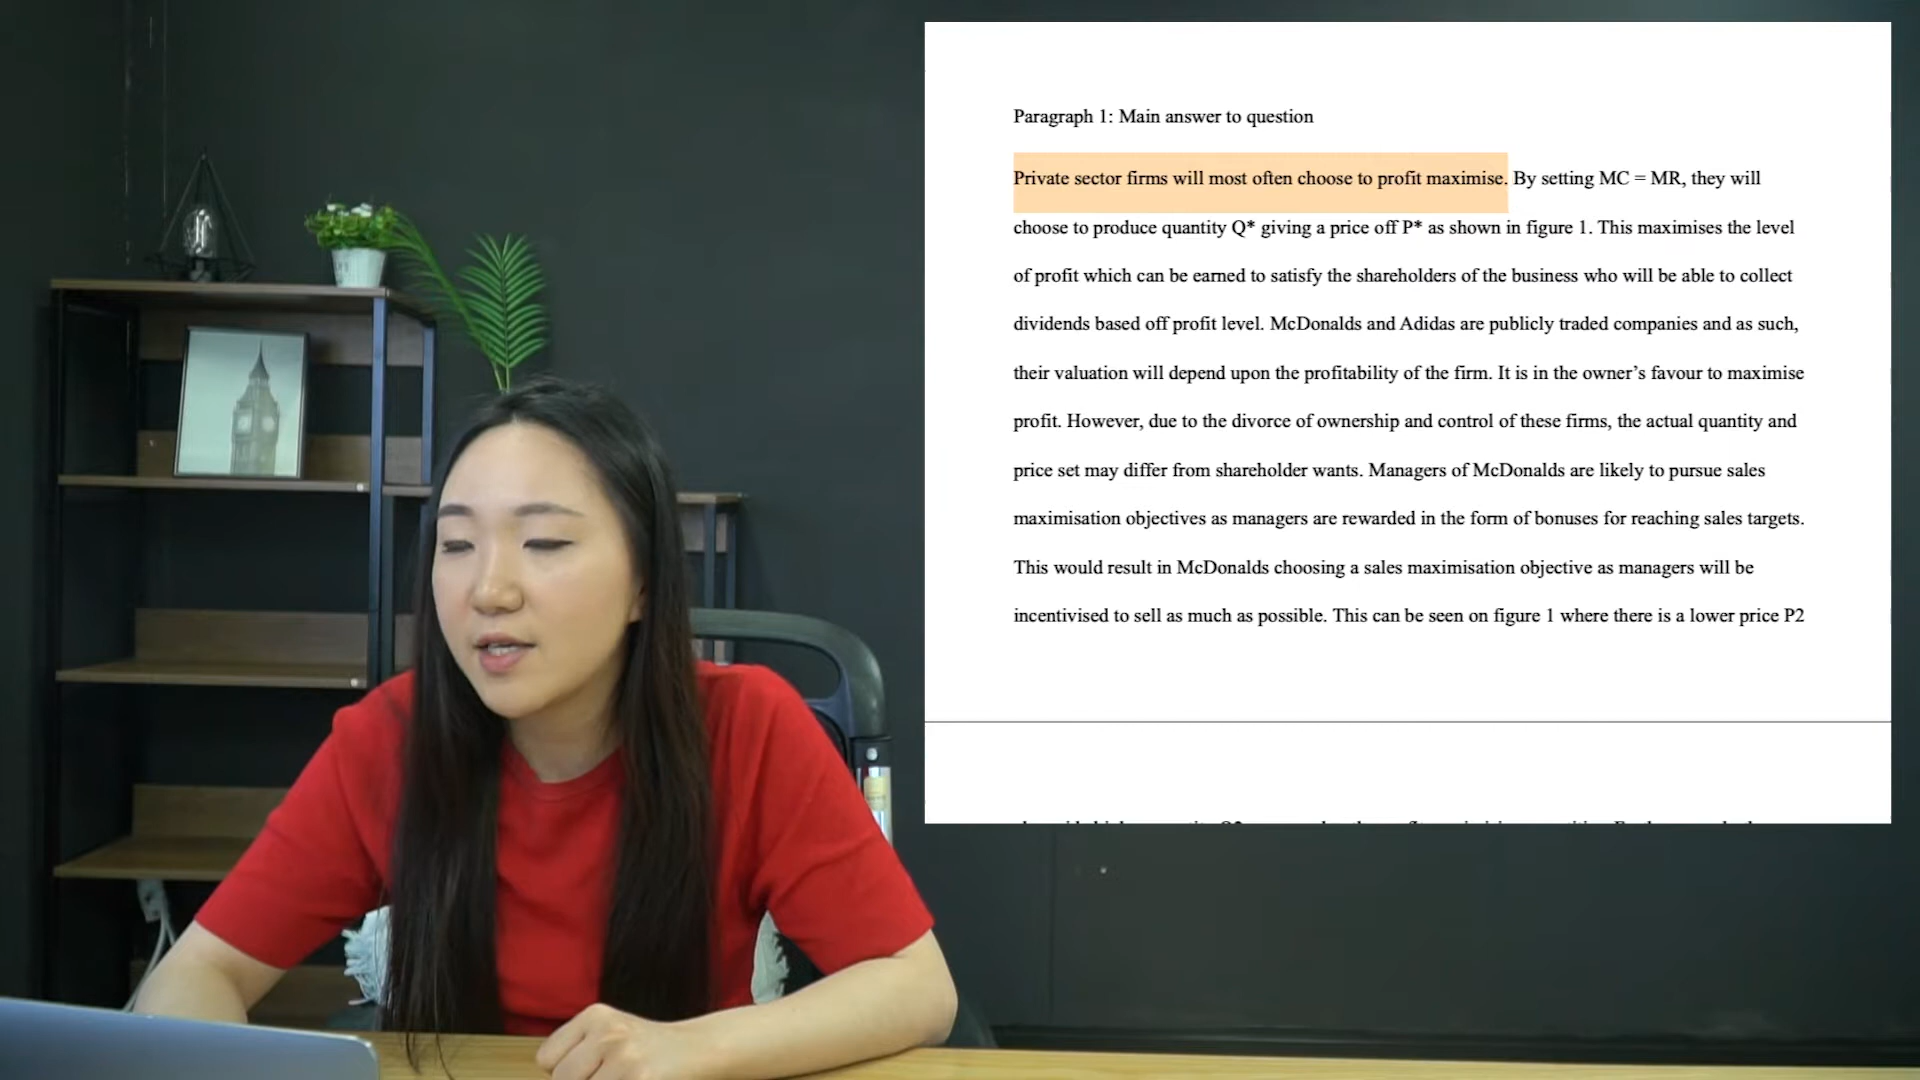 Paragraph 1: Main answer to question
Private sector firms will most often choose to profit maximise. By setting MC = MR, they will
choose to produce quantity Q* giving a price off P* as shown in figure 1. This maximises the level
of profit which can be earned to satisfy the shareholders of the business who will be able to collect
dividends based off profit level. McDonalds and Adidas are publicly traded companies and as such,
their valuation will depend upon the profitability of the firm. It is in the owner’s favour to maximise
profit. However, due to the divorce of ownership and control of these firms, the actual quantity and
price set may differ from shareholder wants. Managers of McDonalds are likely to pursue sales
maximisation objectives as managers are rewarded in the form of bonuses for reaching sales targets.
This would result in McDonalds choosing a sales maximisation objective as managers will be
incentivised to sell as much as possible. This can be seen on figure 1 where there is a lower price P2